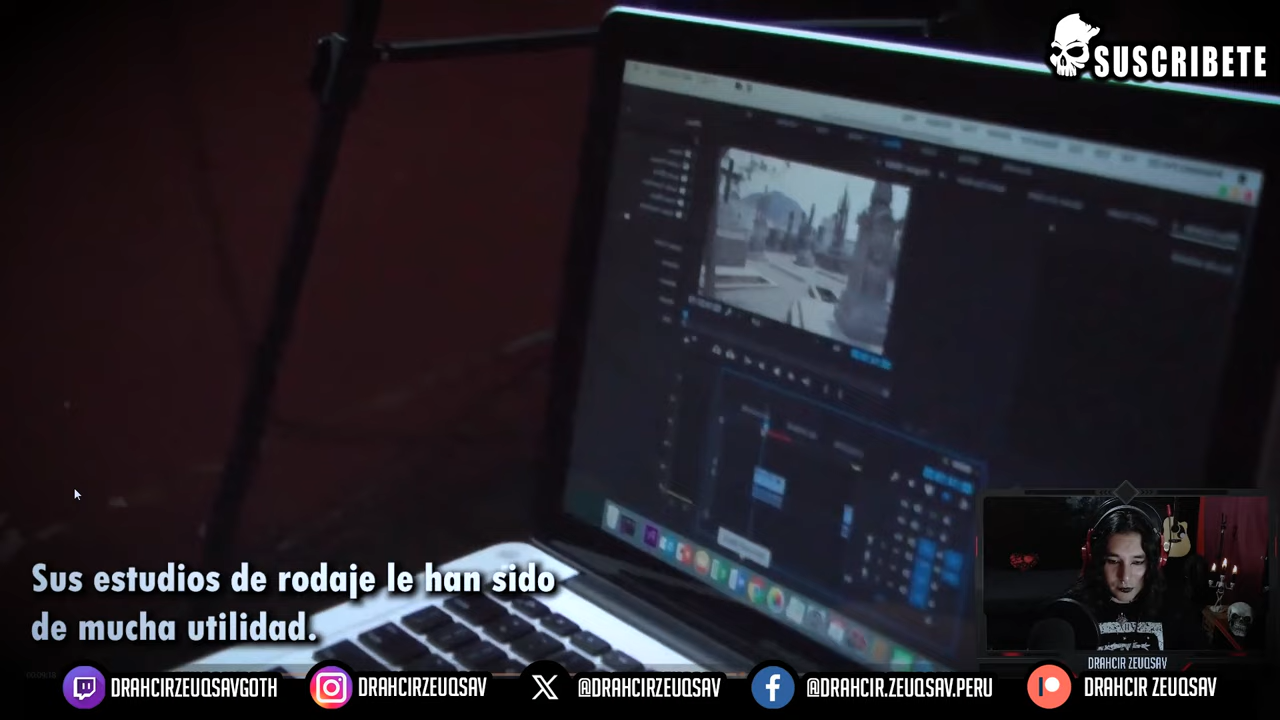 SUSCRIBETE
Sus estudios de rodaje le han sido
de mucha utilidad.
DRAHCIR ZEUQSAV
DRAHCIRZEUQSAVGOTH
DRAHCIRZEUQSAV
@DRAHCIRZEUQSAV
@DRAHCIR.ZEUQSAV.PERU
DRAHCIR ZEUQSAV